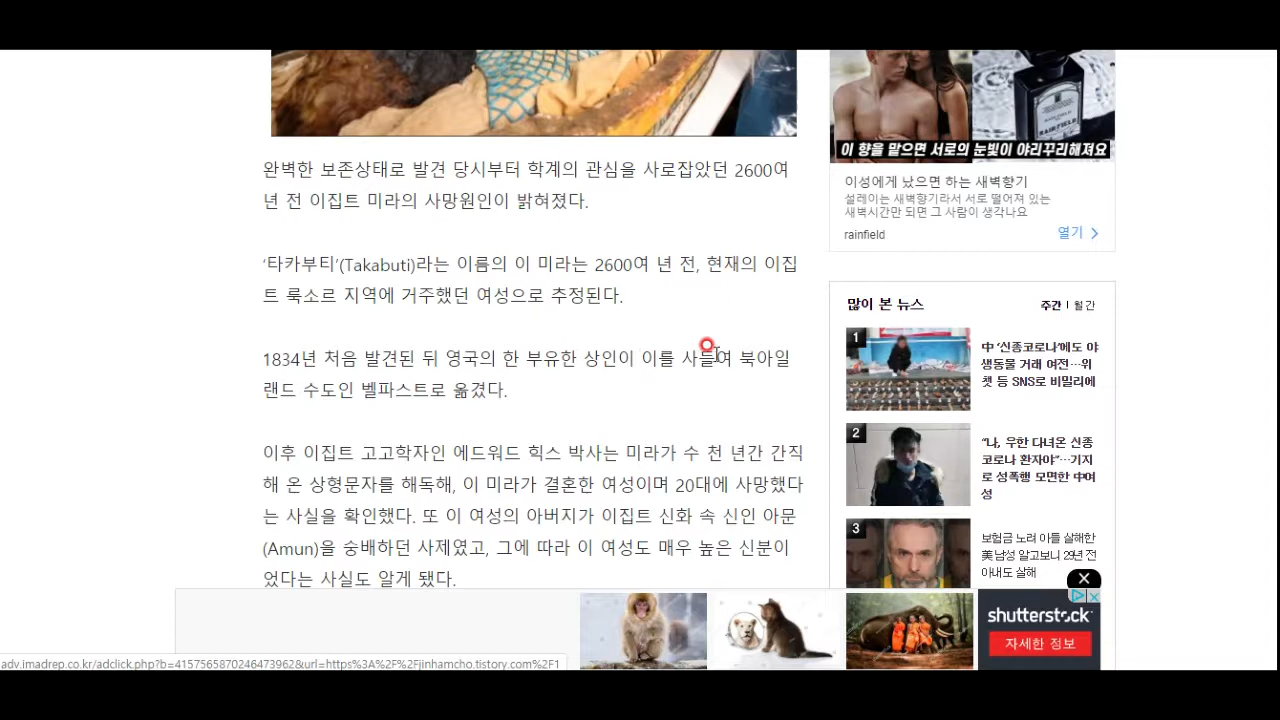 완벽한 보존상태로 발견 당시부터 학계의 관심을 사로잡았던 2600여
년 전 이집트 미라의 사망원인이 밝혀졌다.
‘타카부티’(Takabuti)라는 이름의 이 미라는 2600여 년 전, 현재의 이집
트 룩소르 지역에 거주했던 여성으로 추정된다.
1834년 처음 발견된 뒤 영국의 한 부유한 상인이 이를 사들여 북아일
랜드 수도인 벨파스트로 옮겼다.
이후 이집트 고고학자인 에드워드 힉스 박사는 미라가 수 천 년간 간직
해 온 상형문자를 해독해, 이 미라가 결혼한 여성이며 20대에 사망했다
는 사실을 확인했다. 또 이 여성의 아버지가 이집트 신화 속 신인 아문
(Amun)을 숭배하던 사제였고, 그에 따라 이 여성도 매우 높은 신분이
었다는 사실도 알게 됐다.
RAINFIELD
이 향을 맡으면 서로의 눈빛이 야리꾸리해져요
이성에게 났으면 하는 새벽향기
설레이는 새벽향기라서 서로 떨어져 있는
새벽시간만 되면 그 사람이 생각나요
rainfield
열기
많이 본 뉴스
주간 | 월간
1
中 ‘신종코로나’에도 야
생동물 거래 여전…위
챗 등 SNS로 비밀리에
2
“나, 우한 다녀온 신종
코로나 환자야”…기지
로 성폭행 모면한 中여
성
3
보험금 노려 아들 살해한
美 남성 알고보니 29년 전
아내도 살해
shutterstock
자세한 정보
adv.imadrep.co.kr/adclick.php?b=4157565870246473962&url=https%3A%2F%2Fjinhamcho.tistory.com%2F1